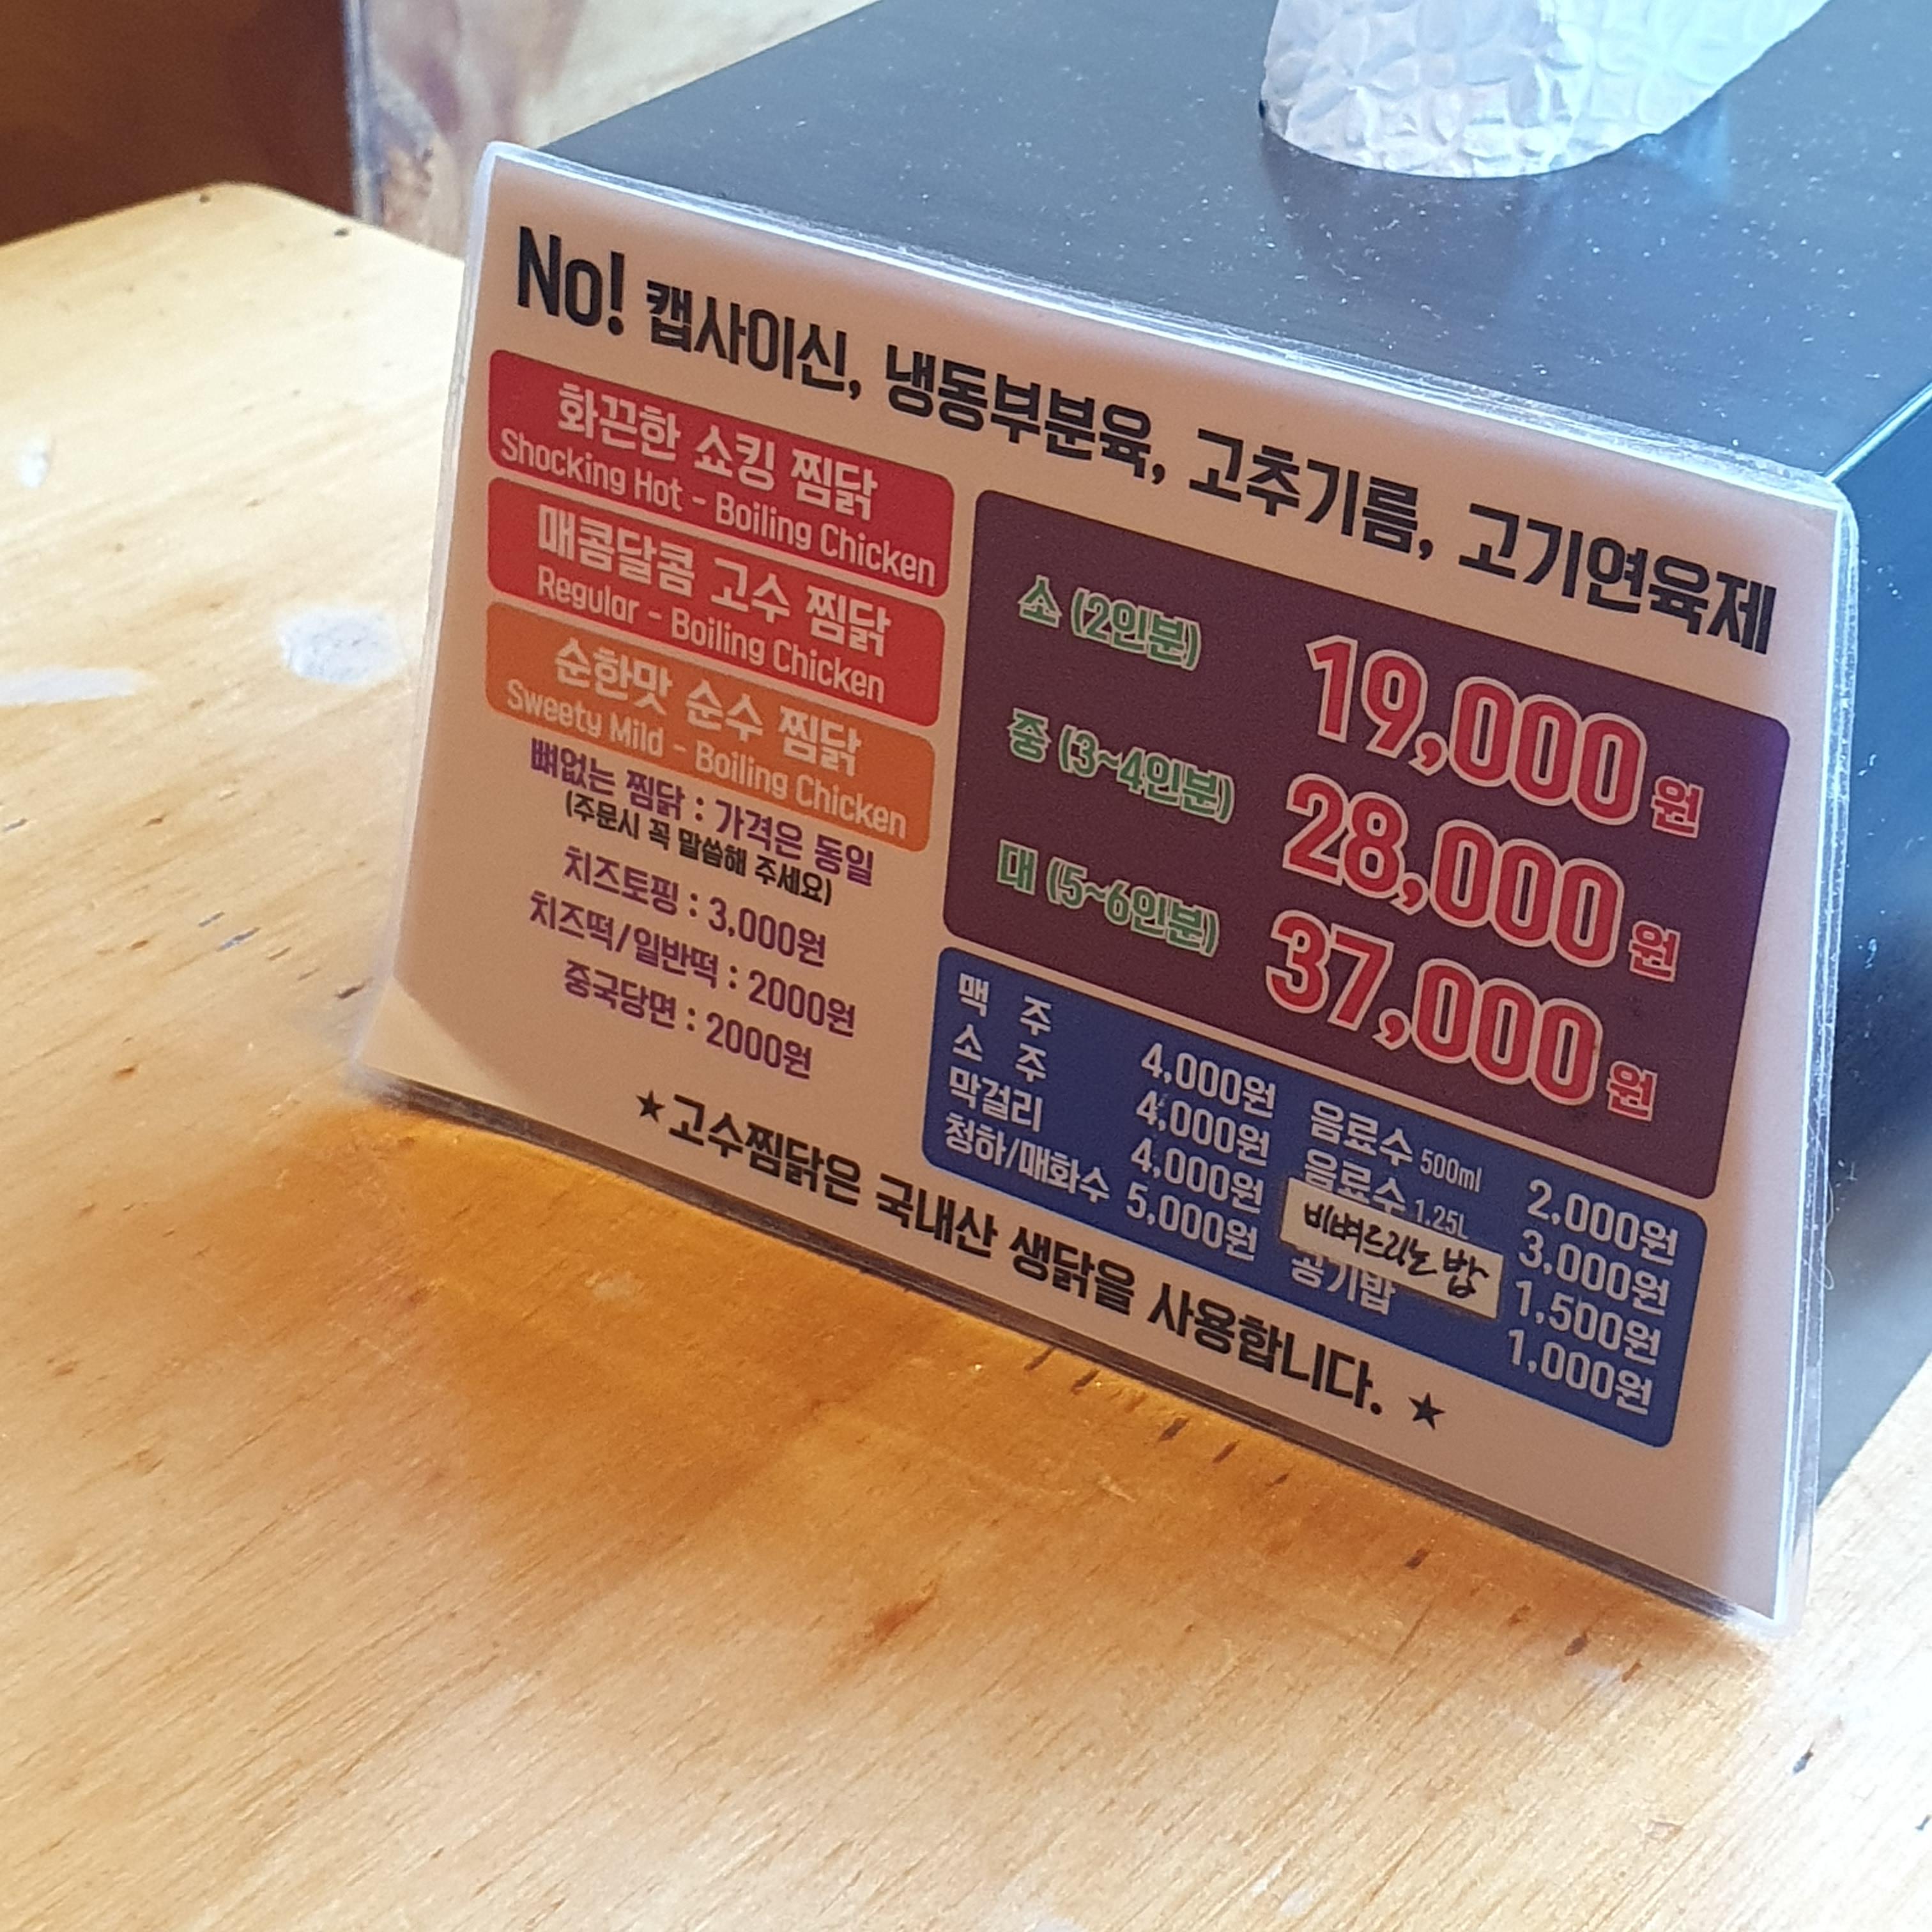 No! 캡사이신, 냉동부분육, 고추기름, 고기연육제
화끈한 쇼킹 찜닭
Shocking Hot - Boiling Chicken
매콤달콤 고수 찜닭
Regular - Boiling Chicken
순한맛 순수 찜닭
Sweety Mild - Boiling Chicken
뼈없는 찜닭 : 가격은 동일
(주문시 꼭 말씀해 주세요)
치즈토핑 : 3,000원
치즈떡/일반떡 : 2000원
중국당면 : 2000원
소 (2인분) 19,000원
중 (3~4인분) 28,000원
대 (5~6인분) 37,000원
맥 주 4,000원
소 주 4,000원
막걸리 4,000원
청하/매화수 5,000원
음료수 500ml 2,000원
음료수 1.25L 3,000원
비벼드리는 밥 1,500원
공기밥 1,000원
★고수찜닭은 국내산 생닭을 사용합니다. ★